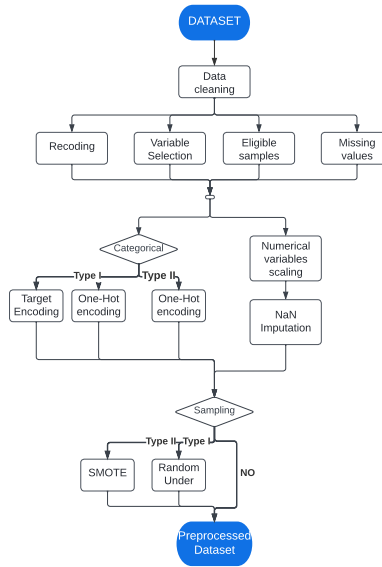 DATASET
Data
cleaning
Recoding
Variable
Selection
Eligible
samples
Missing
values
Categorical
Numerical
variables
scaling
Type I
Type II
Target
Encoding
One-Hot
encoding
One-Hot
encoding
NaN
Imputation
Sampling
Type II
Type I
NO
SMOTE
Random
Under
Preprocessed
Dataset